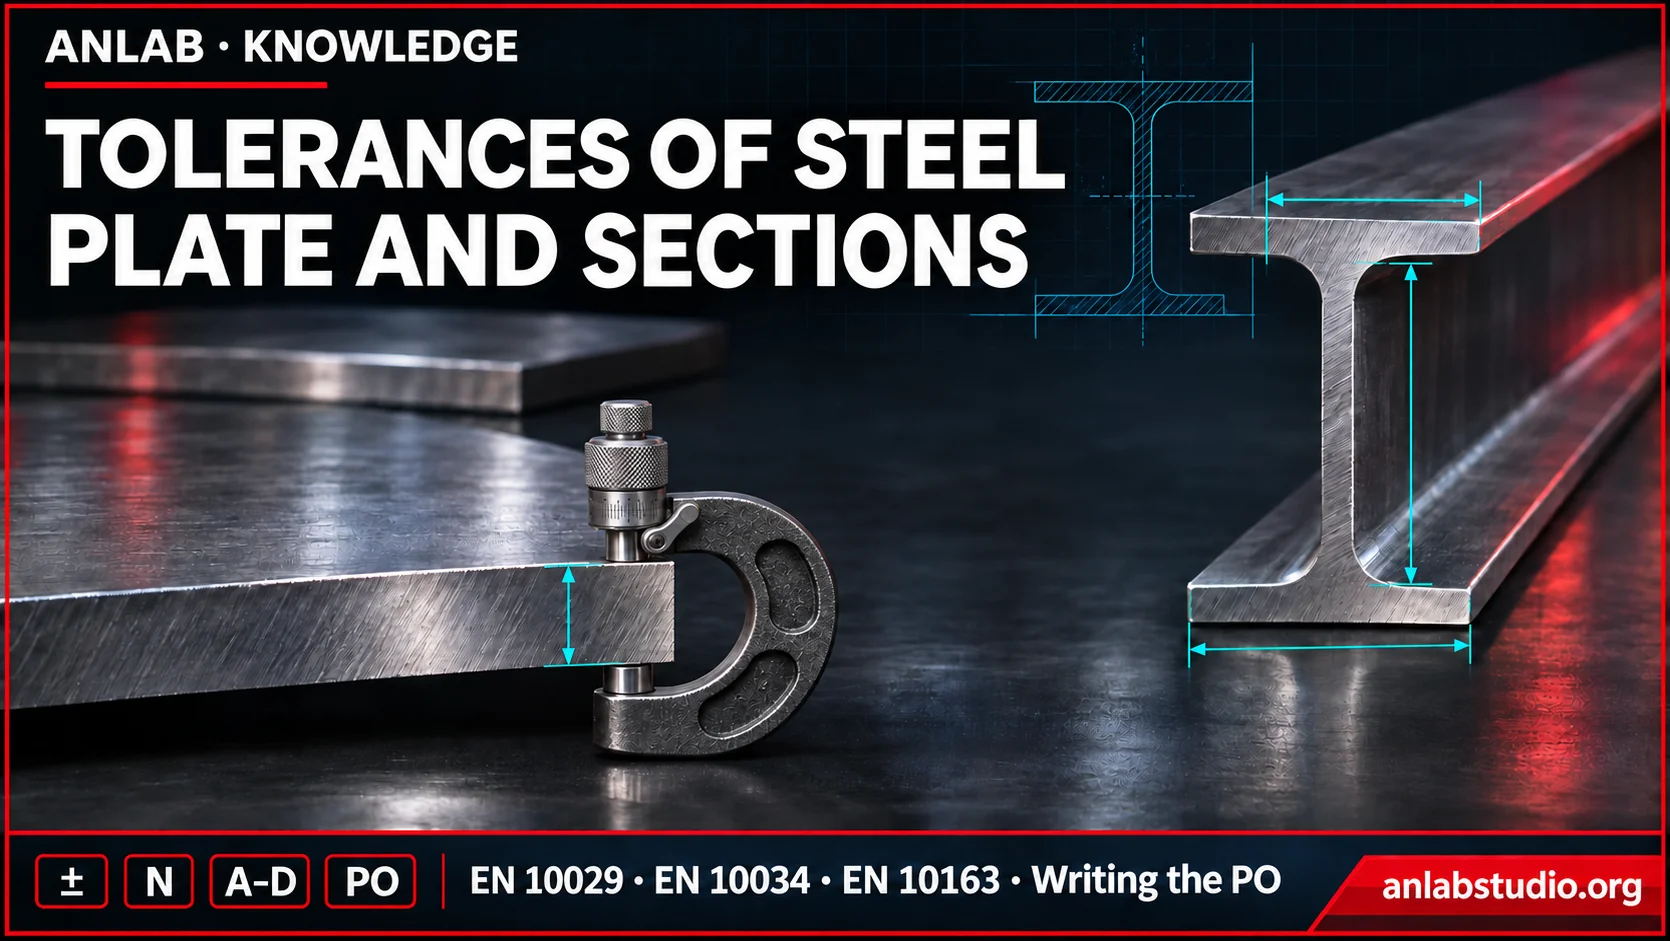 ANLAB · KNOWLEDGE
TOLERANCES OF STEEL
PLATE AND SECTIONS
± N A–D PO EN 10029 · EN 10034 · EN 10163 · Writing the PO
anlabstudio.org